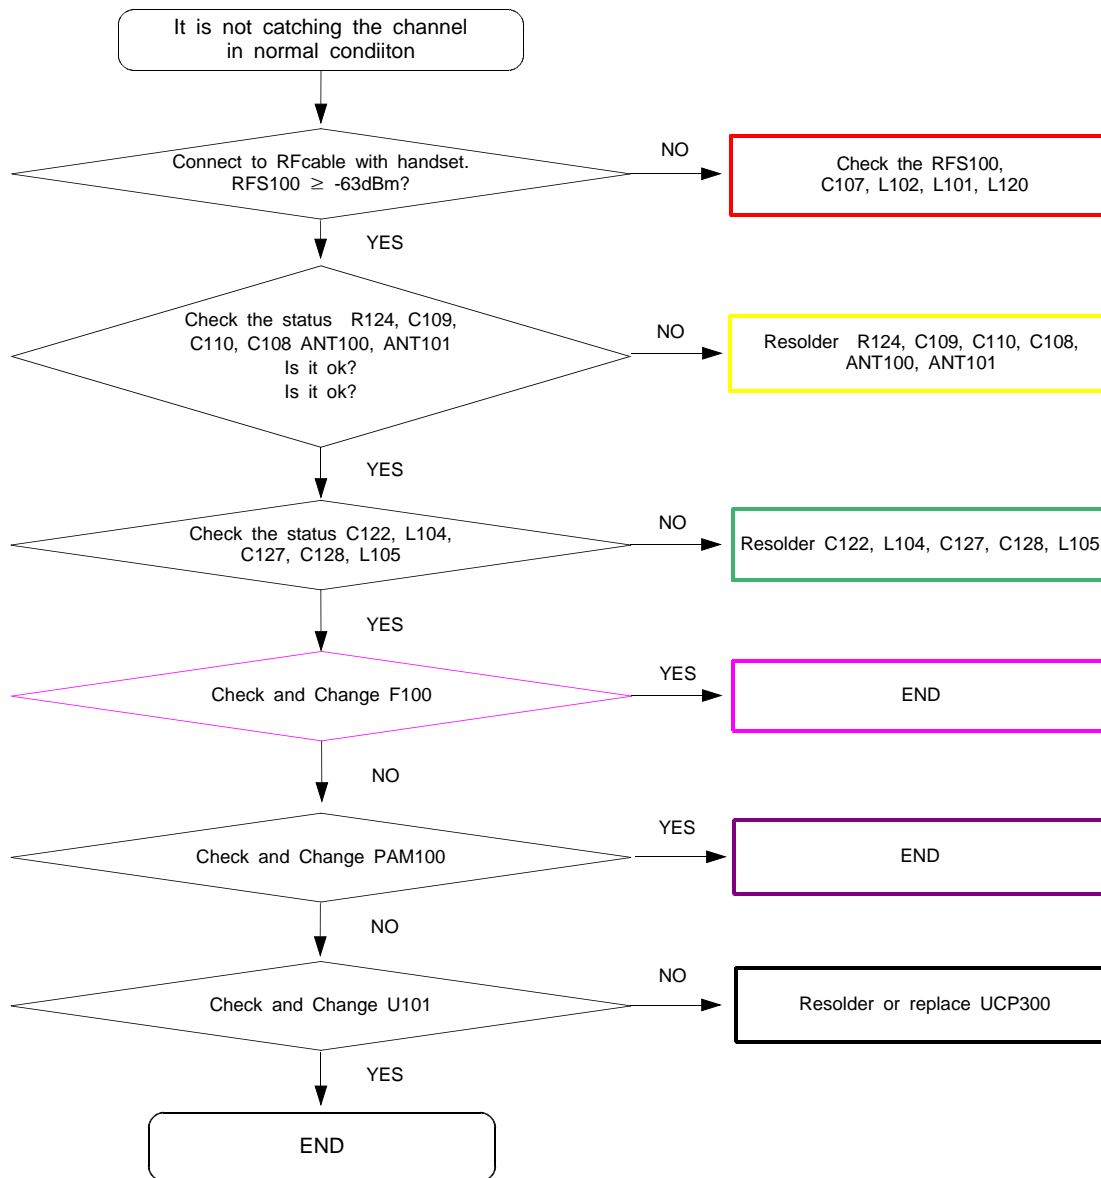 It is not catching the channel
in normal condiiton
Connect to RFcable with handset.
RFS100 ≥ -63dBm?
NO
Check the RFS100,
C107, L102, L101, L120
YES
Check the status R124, C109,
C110, C108 ANT100, ANT101
Is it ok?
Is it ok?
NO
Resolder R124, C109, C110, C108,
ANT100, ANT101
YES
Check the status C122, L104,
C127, C128, L105
NO
Resolder C122, L104, C127, C128, L105
YES
Check and Change F100
YES
END
NO
Check and Change PAM100
YES
END
NO
Check and Change U101
NO
Resolder or replace UCP300
YES
END